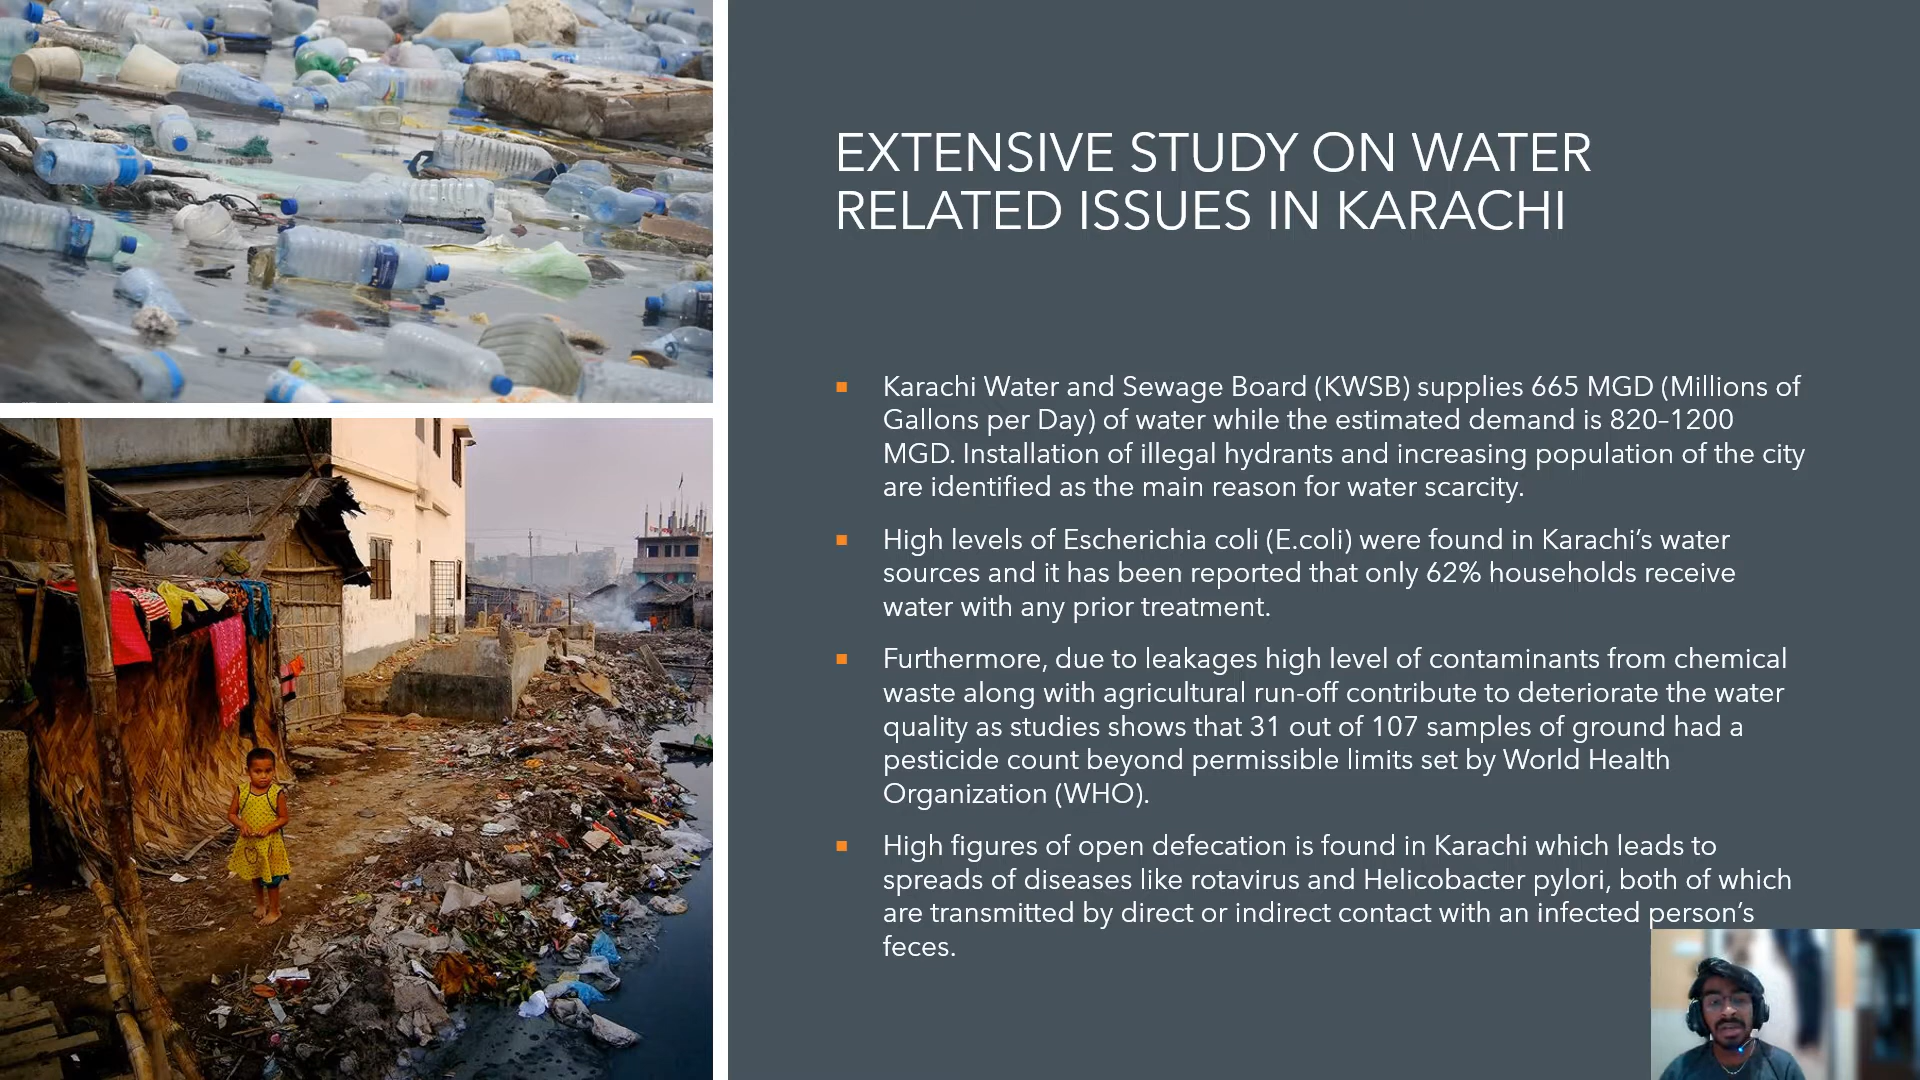 EXTENSIVE STUDY ON WATER
RELATED ISSUES IN KARACHI
Karachi Water and Sewage Board (KWSB) supplies 665 MGD (Millions of
Gallons per Day) of water while the estimated demand is 820–1200
MGD. Installation of illegal hydrants and increasing population of the city
are identified as the main reason for water scarcity.
High levels of Escherichia coli (E.coli) were found in Karachi’s water
sources and it has been reported that only 62% households receive
water with any prior treatment.
Furthermore, due to leakages high level of contaminants from chemical
waste along with agricultural run-off contribute to deteriorate the water
quality as studies shows that 31 out of 107 samples of ground had a
pesticide count beyond permissible limits set by World Health
Organization (WHO).
High figures of open defecation is found in Karachi which leads to
spreads of diseases like rotavirus and Helicobacter pylori, both of which
are transmitted by direct or indirect contact with an infected person’s
feces.